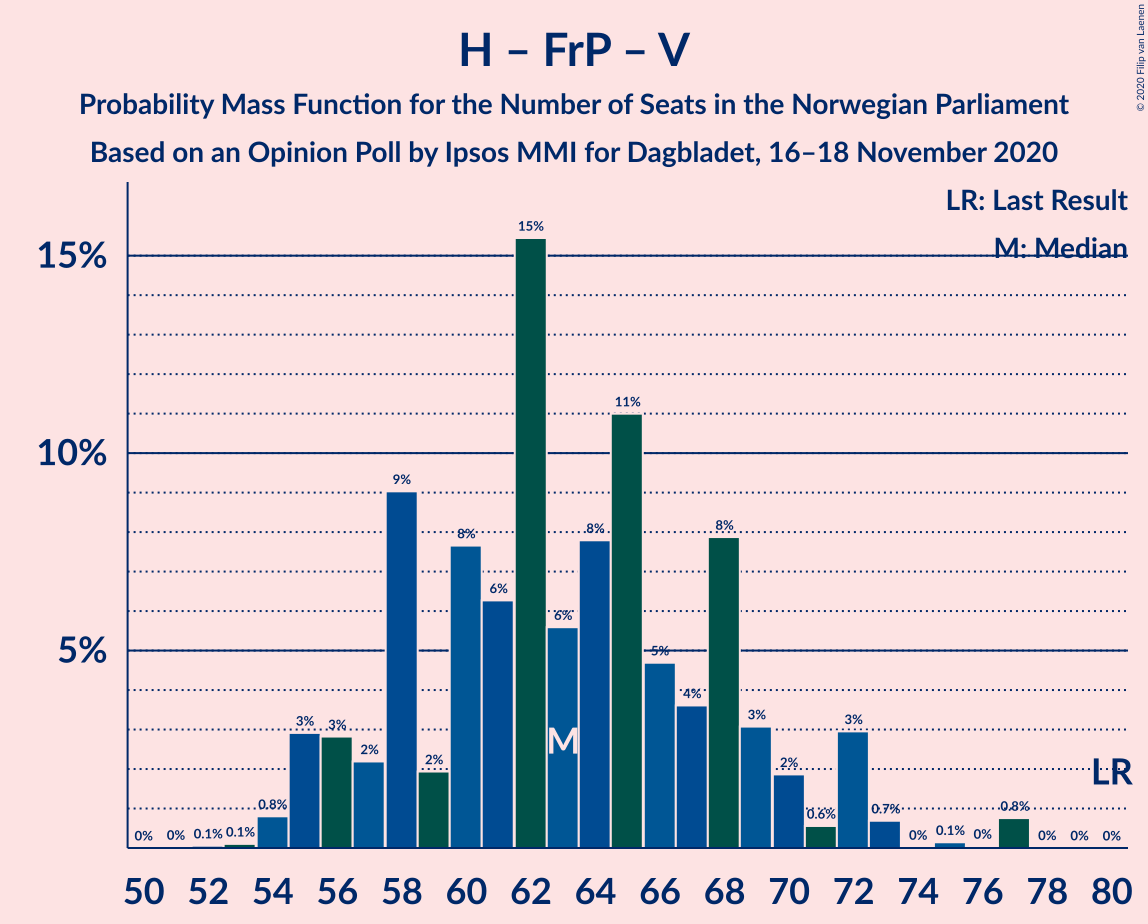 H – FrP – V
Probability Mass Function for the Number of Seats in the Norwegian Parliament
Based on an Opinion Poll by Ipsos MMI for Dagbladet, 16–18 November 2020
© 2020 Filip van Laenen
LR: Last Result
M: Median
15%
10%
5%
0% 0% 0.1% 0.1% 0.8% 3% 3% 2% 9% 2% 8% 6% 15% 6% 8% 11% 5% 4% 8% 3% 2% 0.6% 3% 0.7% 0% 0.1% 0% 0.8% 0% 0% 0%
M
LR
50 52 54 56 58 60 62 64 66 68 70 72 74 76 78 80